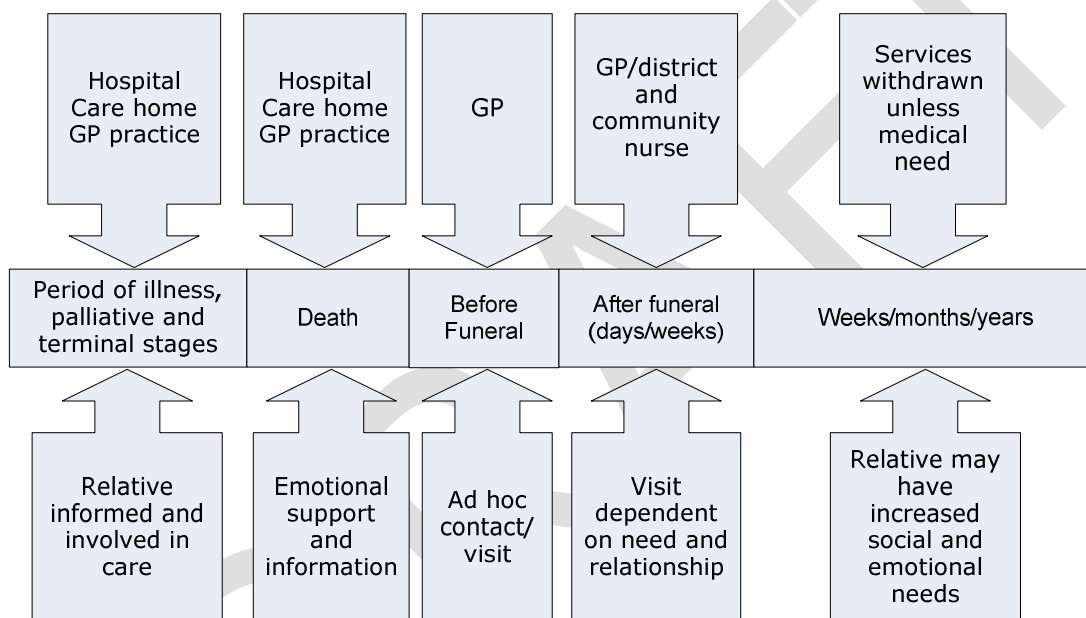 Hospital
Care home
GP practice
Hospital
Care home
GP practice
GP
GP/district
and
community
nurse
Services
withdrawn
unless
medical
need
Period of illness,
palliative and
terminal stages
Death
Before
Funeral
After funeral
(days/weeks)
Weeks/months/years
Relative
informed and
involved in
care
Emotional
support
and
information
Ad hoc
contact/
visit
Visit
dependent
on need and
relationship
Relative may
have
increased
social and
emotional
needs